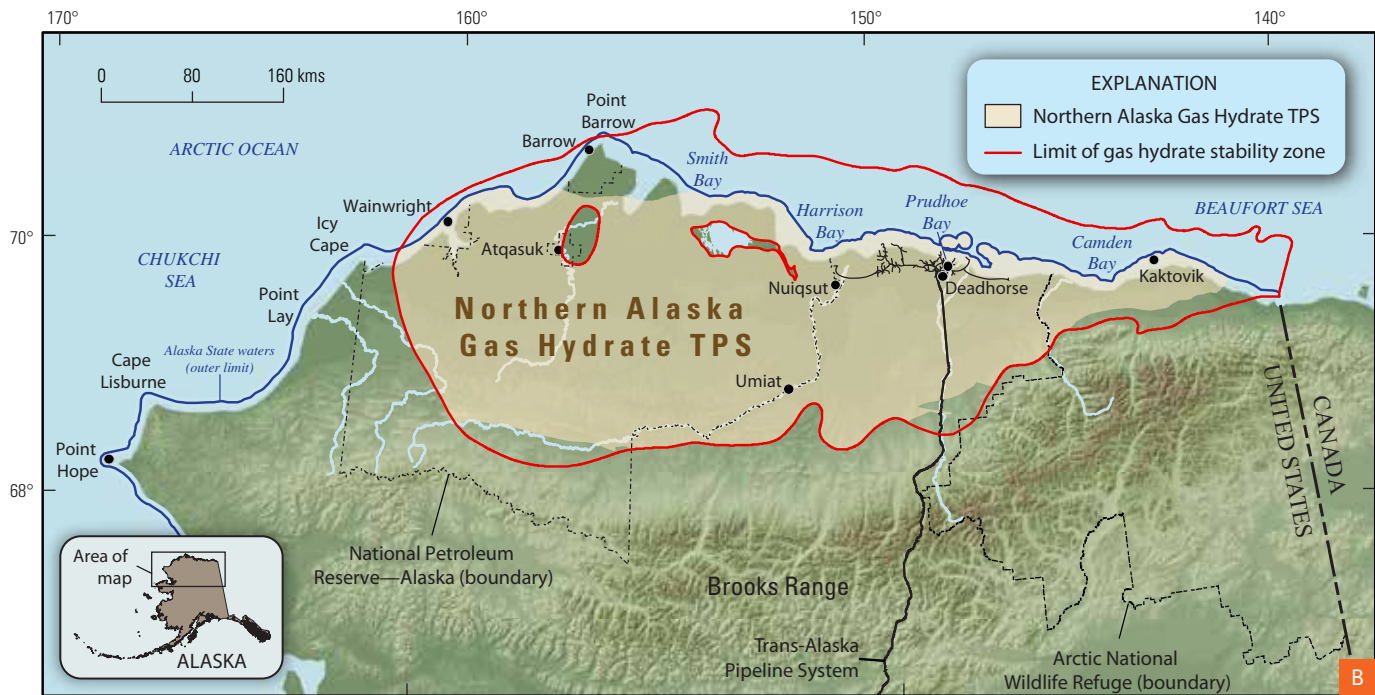 170°
160°
150°
140°
0 80 160 kms
EXPLANATION
Northern Alaska Gas Hydrate TPS
Limit of gas hydrate stability zone
Point
Barrow
Barrow
ARCTIC OCEAN
Smith
Bay
Wainwright
Harrison
Bay
Prudhoe
Bay
BEAUFORT SEA
Icy
Cape
70°
Atqasuk
Camden
Bay
Kaktovik
CHUKCHI
SEA
Nuiqsut
Deadhorse
Point
Lay
Northern Alaska
Gas Hydrate TPS
Alaska State waters
(outer limit)
Cape
Lisburne
Umiat
CANADA
UNITED STATES
Point
Hope
68°
National Petroleum
Reserve—Alaska (boundary)
Area of
map
Brooks Range
Trans-Alaska
Pipeline System
Arctic National
Wildlife Refuge (boundary)
ALASKA
B